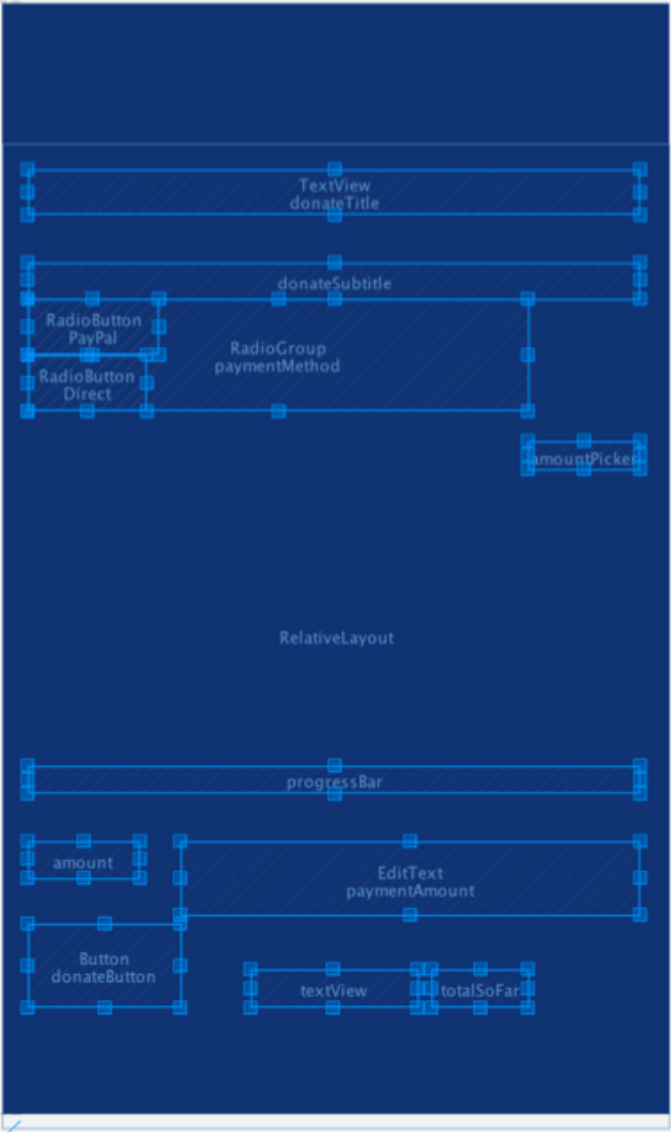 TextView
donateTitle
donateSubtitle
RadioButton
PayPal
RadioGroup
paymentMethod
RadioButton
Direct
amountPicker
RelativeLayout
progressBar
amount
EditText
paymentAmount
Button
donateButton
textView
totalSoFar